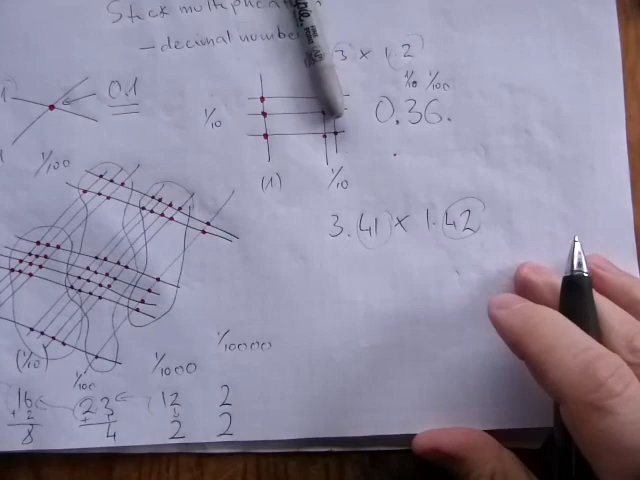 Stick multiplication
- decimal number
3 × 1.2
0.1
1/10 1/100
0.36.
1/10
(1) 1/10
1/100
3.41 × 1.42
(1/10) 1/100 1/1000 1/10000
16 23 12 2
+ 2
8 4 2 2